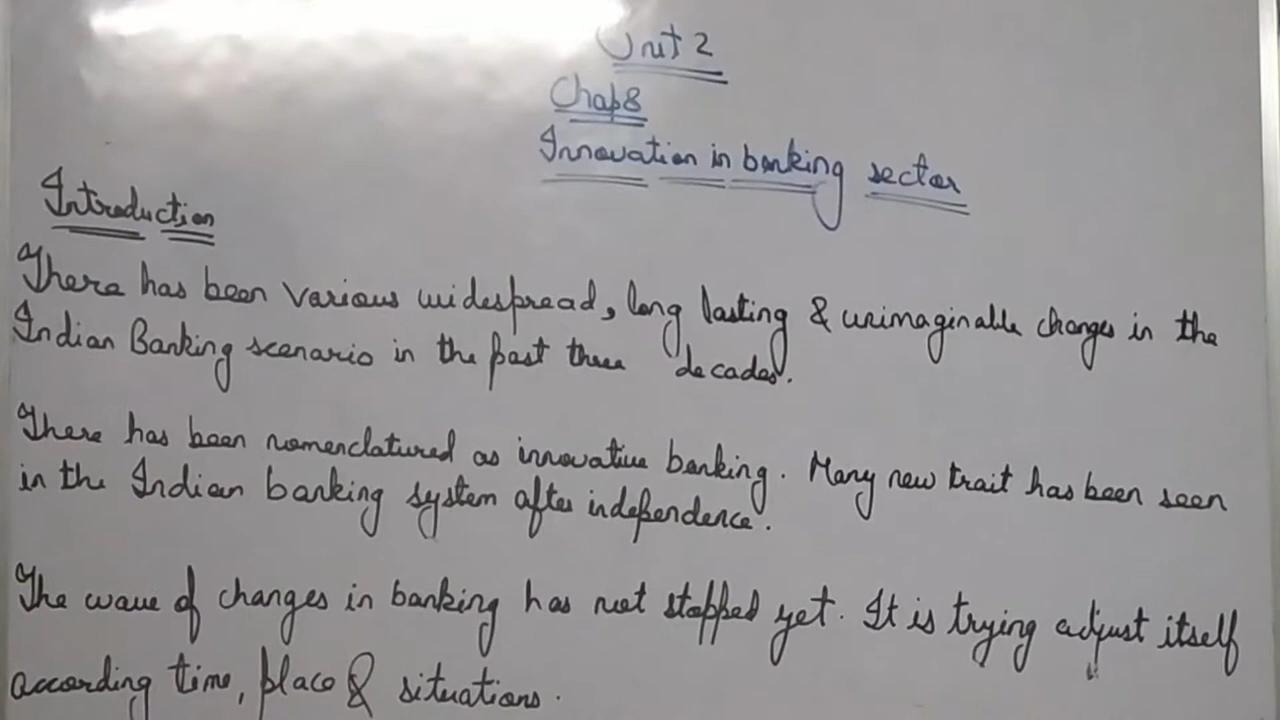 Unit 2
Chap 8
Innovation in banking sector
Introduction
There has been various widespread, long lasting & unimaginable changes in the
Indian Banking scenario in the past three decades.
There has been nomenclatured as innovative banking. Many new trait has been seen
in the Indian banking system after independence.
The wave of changes in banking has not stopped yet. It is trying adjust itself
according time, place & situations.